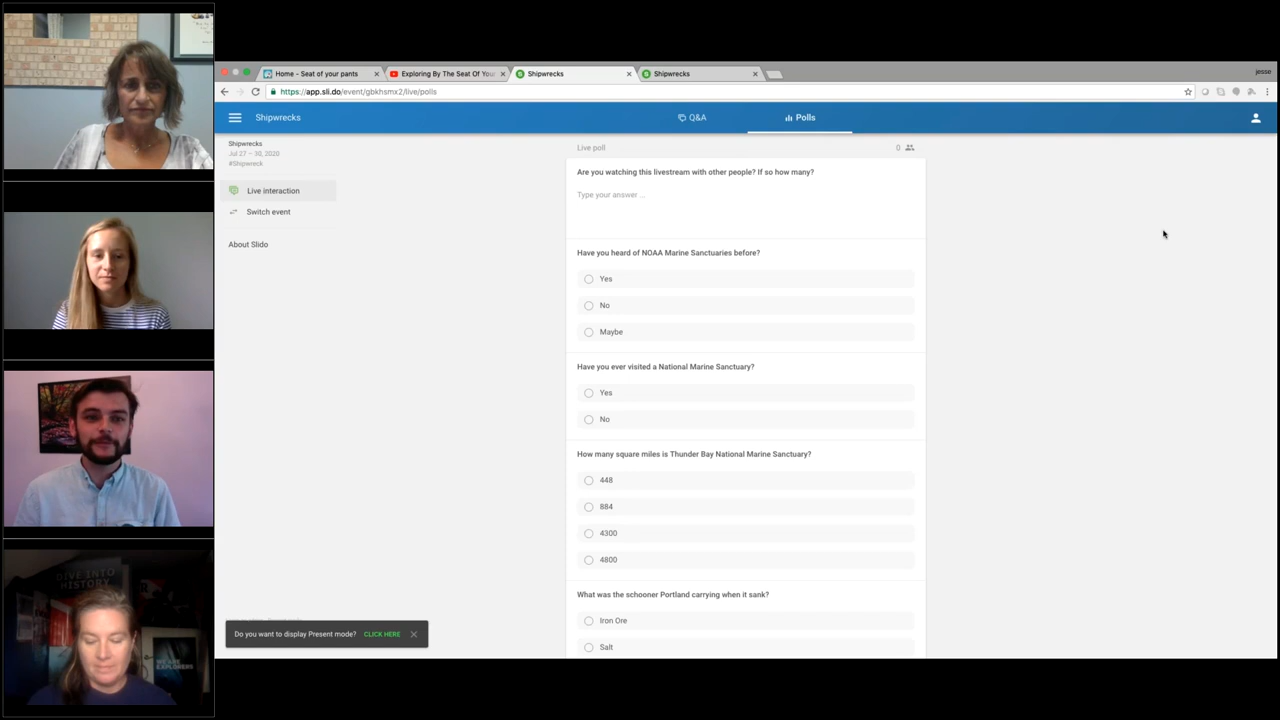 Home - Seat of your pants
Exploring By The Seat Of Your
Shipwrecks
Shipwrecks
jesse
https://app.sli.do/event/gbkhsmx2/live/polls
Shipwrecks
Q&A
Polls
Shipwrecks
Jul 27 – 30, 2020
#Shipwreck
Live interaction
Switch event
About Slido
Live poll
0
Are you watching this livestream with other people? If so how many?
Type your answer ...
Have you heard of NOAA Marine Sanctuaries before?
Yes
No
Maybe
Have you ever visited a National Marine Sanctuary?
Yes
No
How many square miles is Thunder Bay National Marine Sanctuary?
448
884
4300
4800
What was the schooner Portland carrying when it sank?
Iron Ore
Salt
Do you want to display Present mode? CLICK HERE
DIVE INTO
HISTORY
WE ARE
EXPLORERS